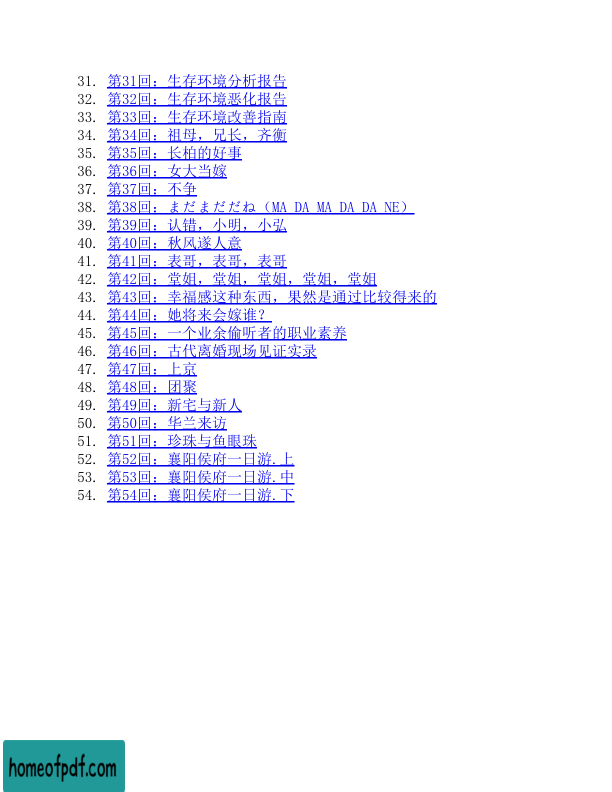 31. 第31回：生存环境分析报告
32. 第32回：生存环境恶化报告
33. 第33回：生存环境改善指南
34. 第34回：祖母，兄长，齐衡
35. 第35回：长柏的好事
36. 第36回：女大当嫁
37. 第37回：不争
38. 第38回：まだまだだね（MA DA MA DA DA NE）
39. 第39回：认错，小明，小弘
40. 第40回：秋风遂人意
41. 第41回：表哥，表哥，表哥
42. 第42回：堂姐，堂姐，堂姐，堂姐，堂姐
43. 第43回：幸福感这种东西，果然是通过比较得来的
44. 第44回：她将来会嫁谁？
45. 第45回：一个业余偷听者的职业素养
46. 第46回：古代离婚现场见证实录
47. 第47回：上京
48. 第48回：团聚
49. 第49回：新宅与新人
50. 第50回：华兰来访
51. 第51回：珍珠与鱼眼珠
52. 第52回：襄阳侯府一日游.上
53. 第53回：襄阳侯府一日游.中
54. 第54回：襄阳侯府一日游.下
homeofpdf.com